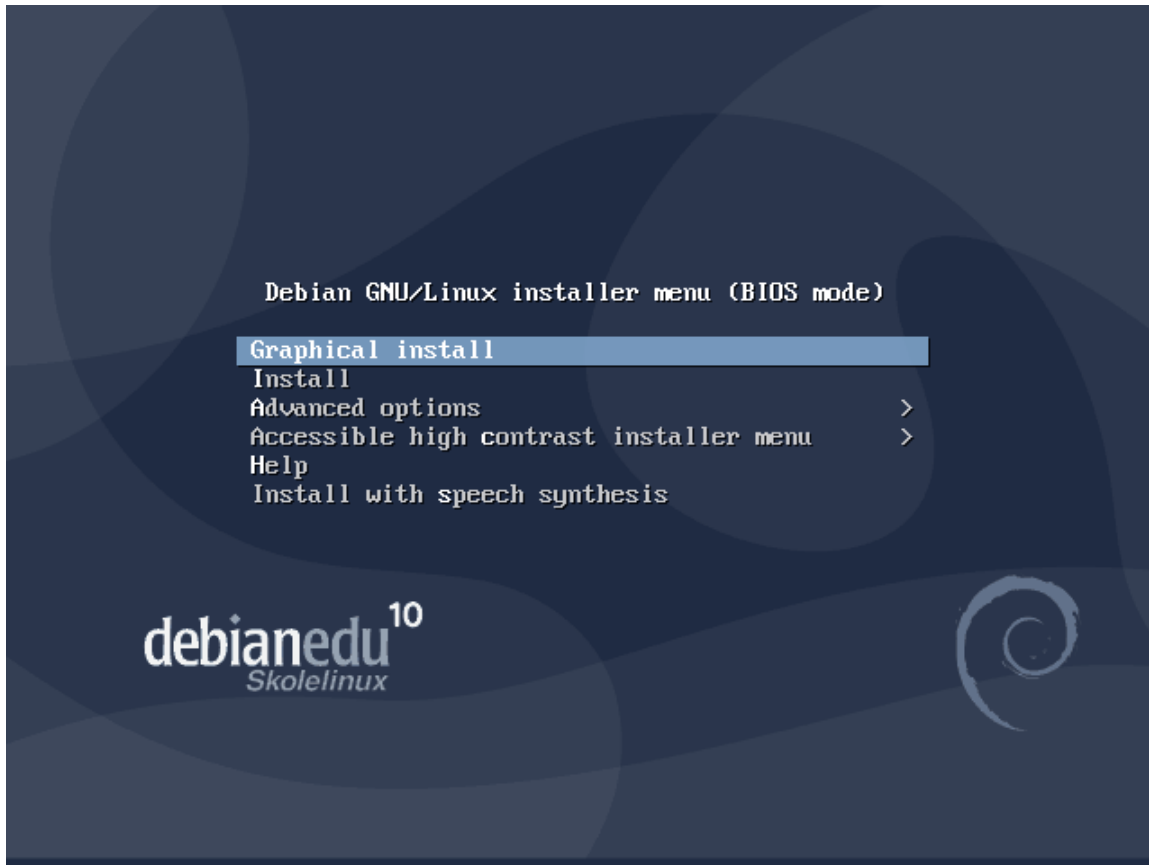 Debian GNU/Linux installer menu (BIOS mode)
Graphical install
Install
Advanced options >
Accessible high contrast installer menu >
Help
Install with speech synthesis
debianedu 10
Skolelinux